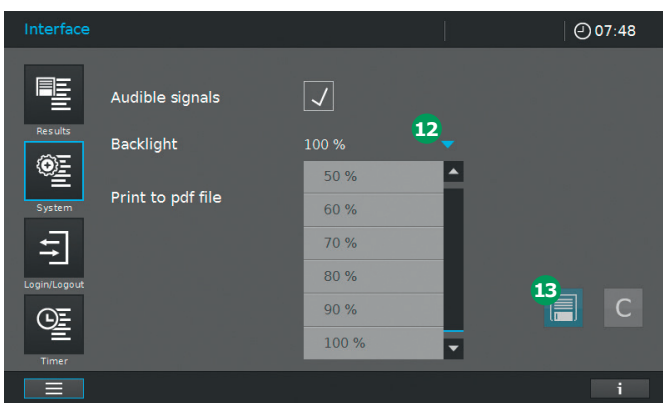 Interface
07:48
Results
System
Login/Logout
Timer
Audible signals
Backlight
100 %
12
Print to pdf file
50 %
60 %
70 %
80 %
90 %
100 %
13
C
i